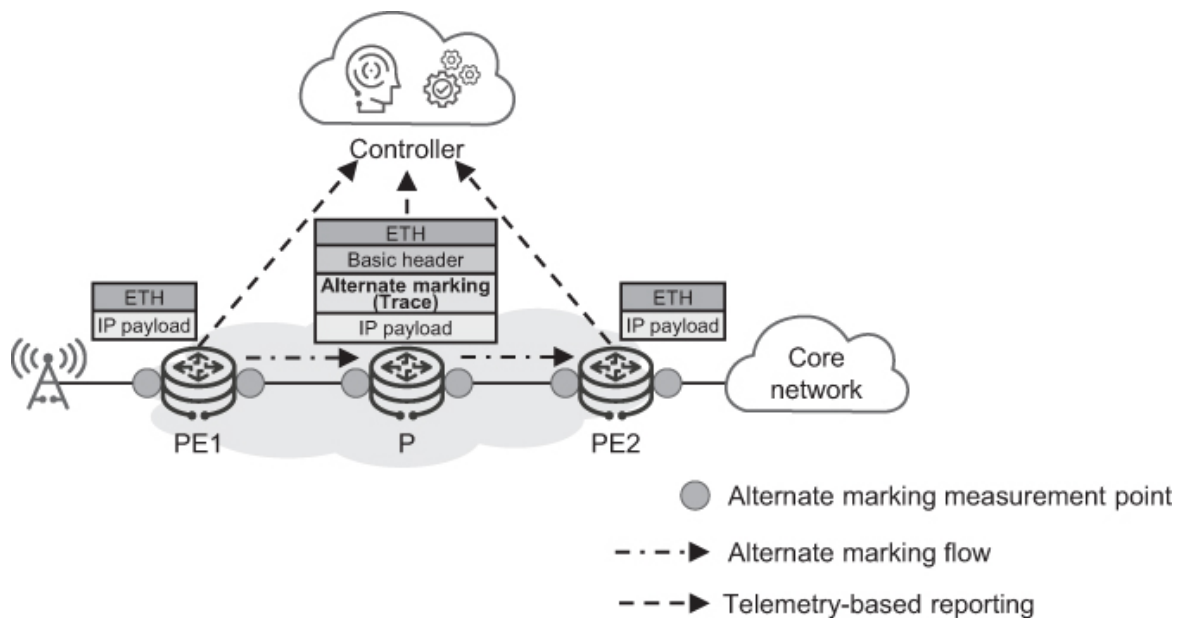 Controller
ETH
Basic header
Alternate marking
(Trace)
IP payload
ETH
IP payload
ETH
IP payload
Core
network
PE1
P
PE2
Alternate marking measurement point
Alternate marking flow
Telemetry-based reporting